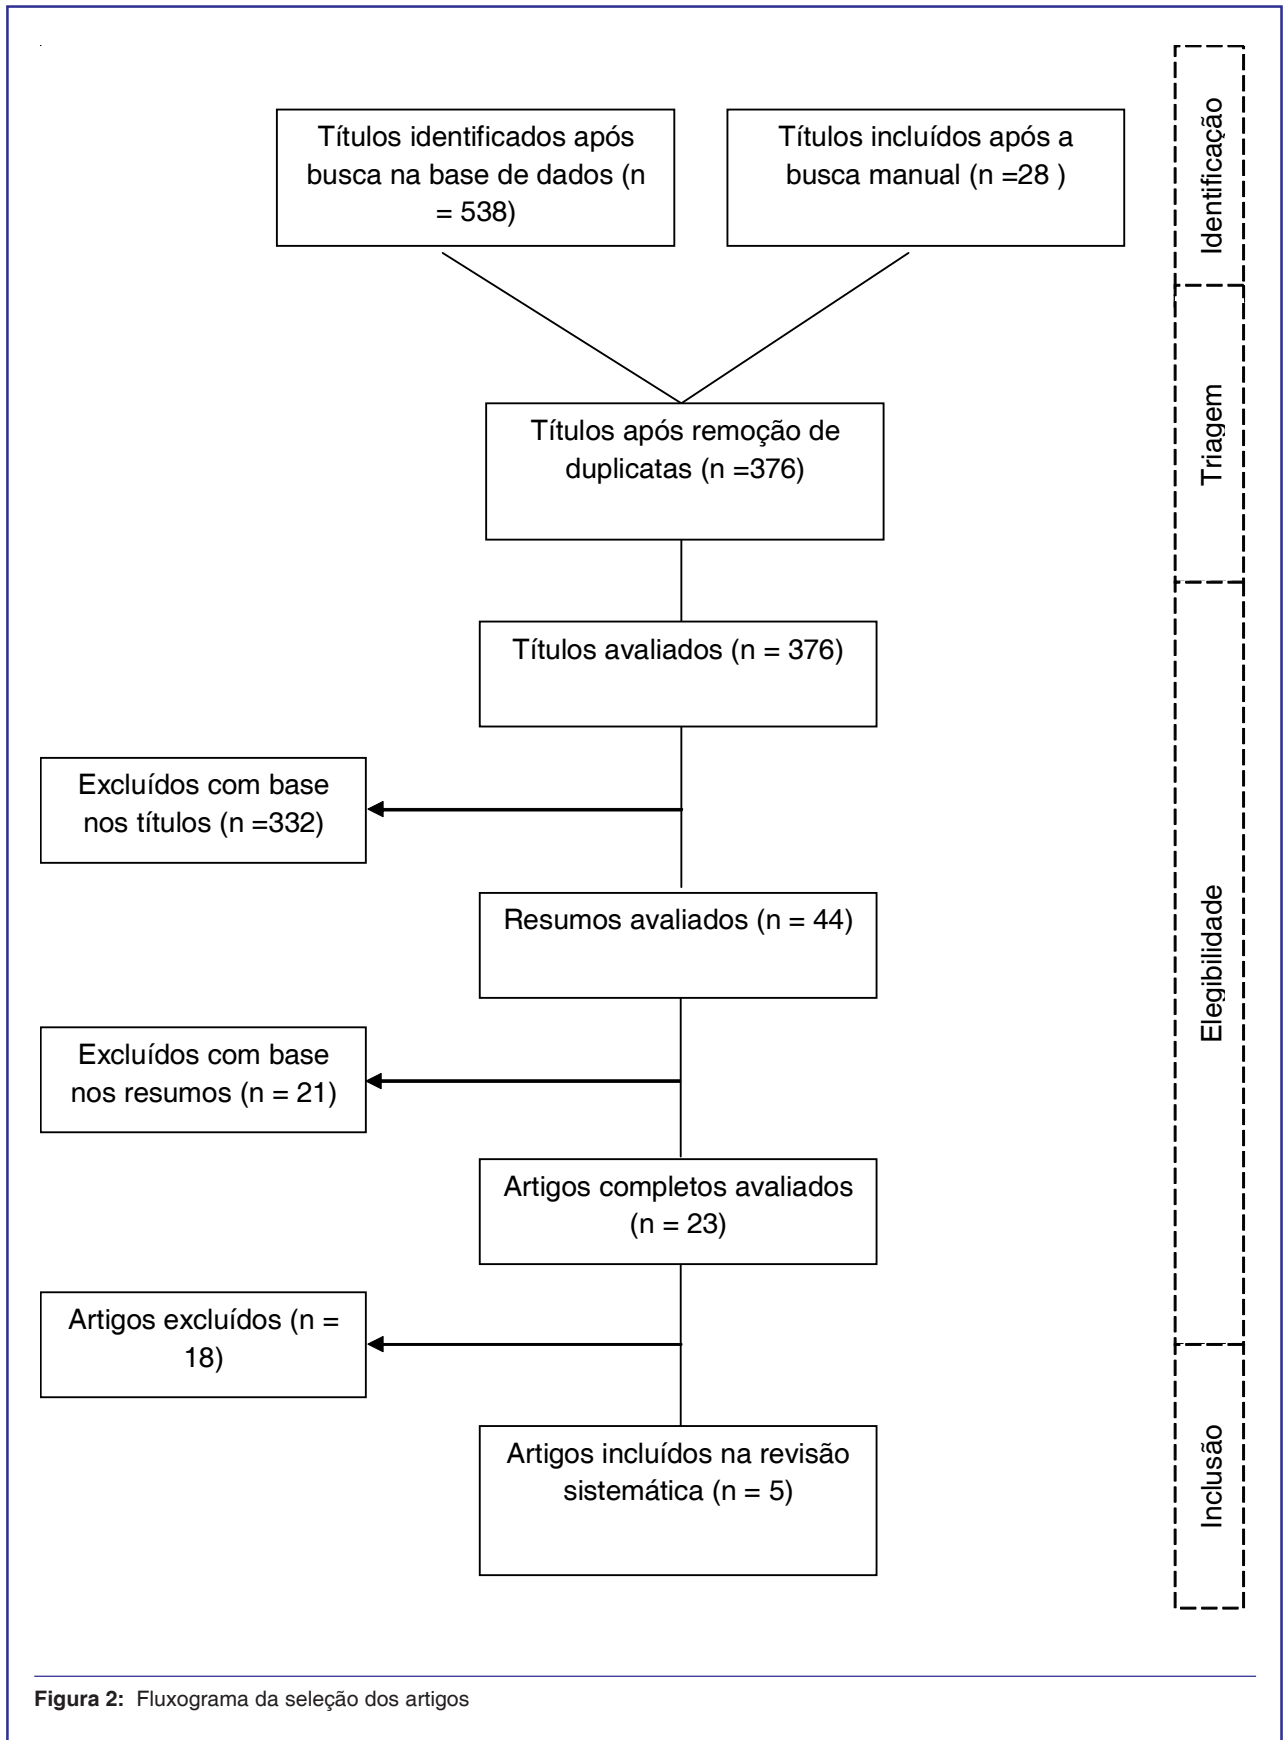 Títulos identificados após
busca na base de dados (n
= 538)
Títulos incluídos após a
busca manual (n =28 )
Identificação
Títulos após remoção de
duplicatas (n =376)
Triagem
Títulos avaliados (n = 376)
Excluídos com base
nos títulos (n =332)
Resumos avaliados (n = 44)
Elegibilidade
Excluídos com base
nos resumos (n = 21)
Artigos completos avaliados
(n = 23)
Artigos excluídos (n =
18)
Artigos incluídos na revisão
sistemática (n = 5)
Inclusão
Figura 2: Fluxograma da seleção dos artigos